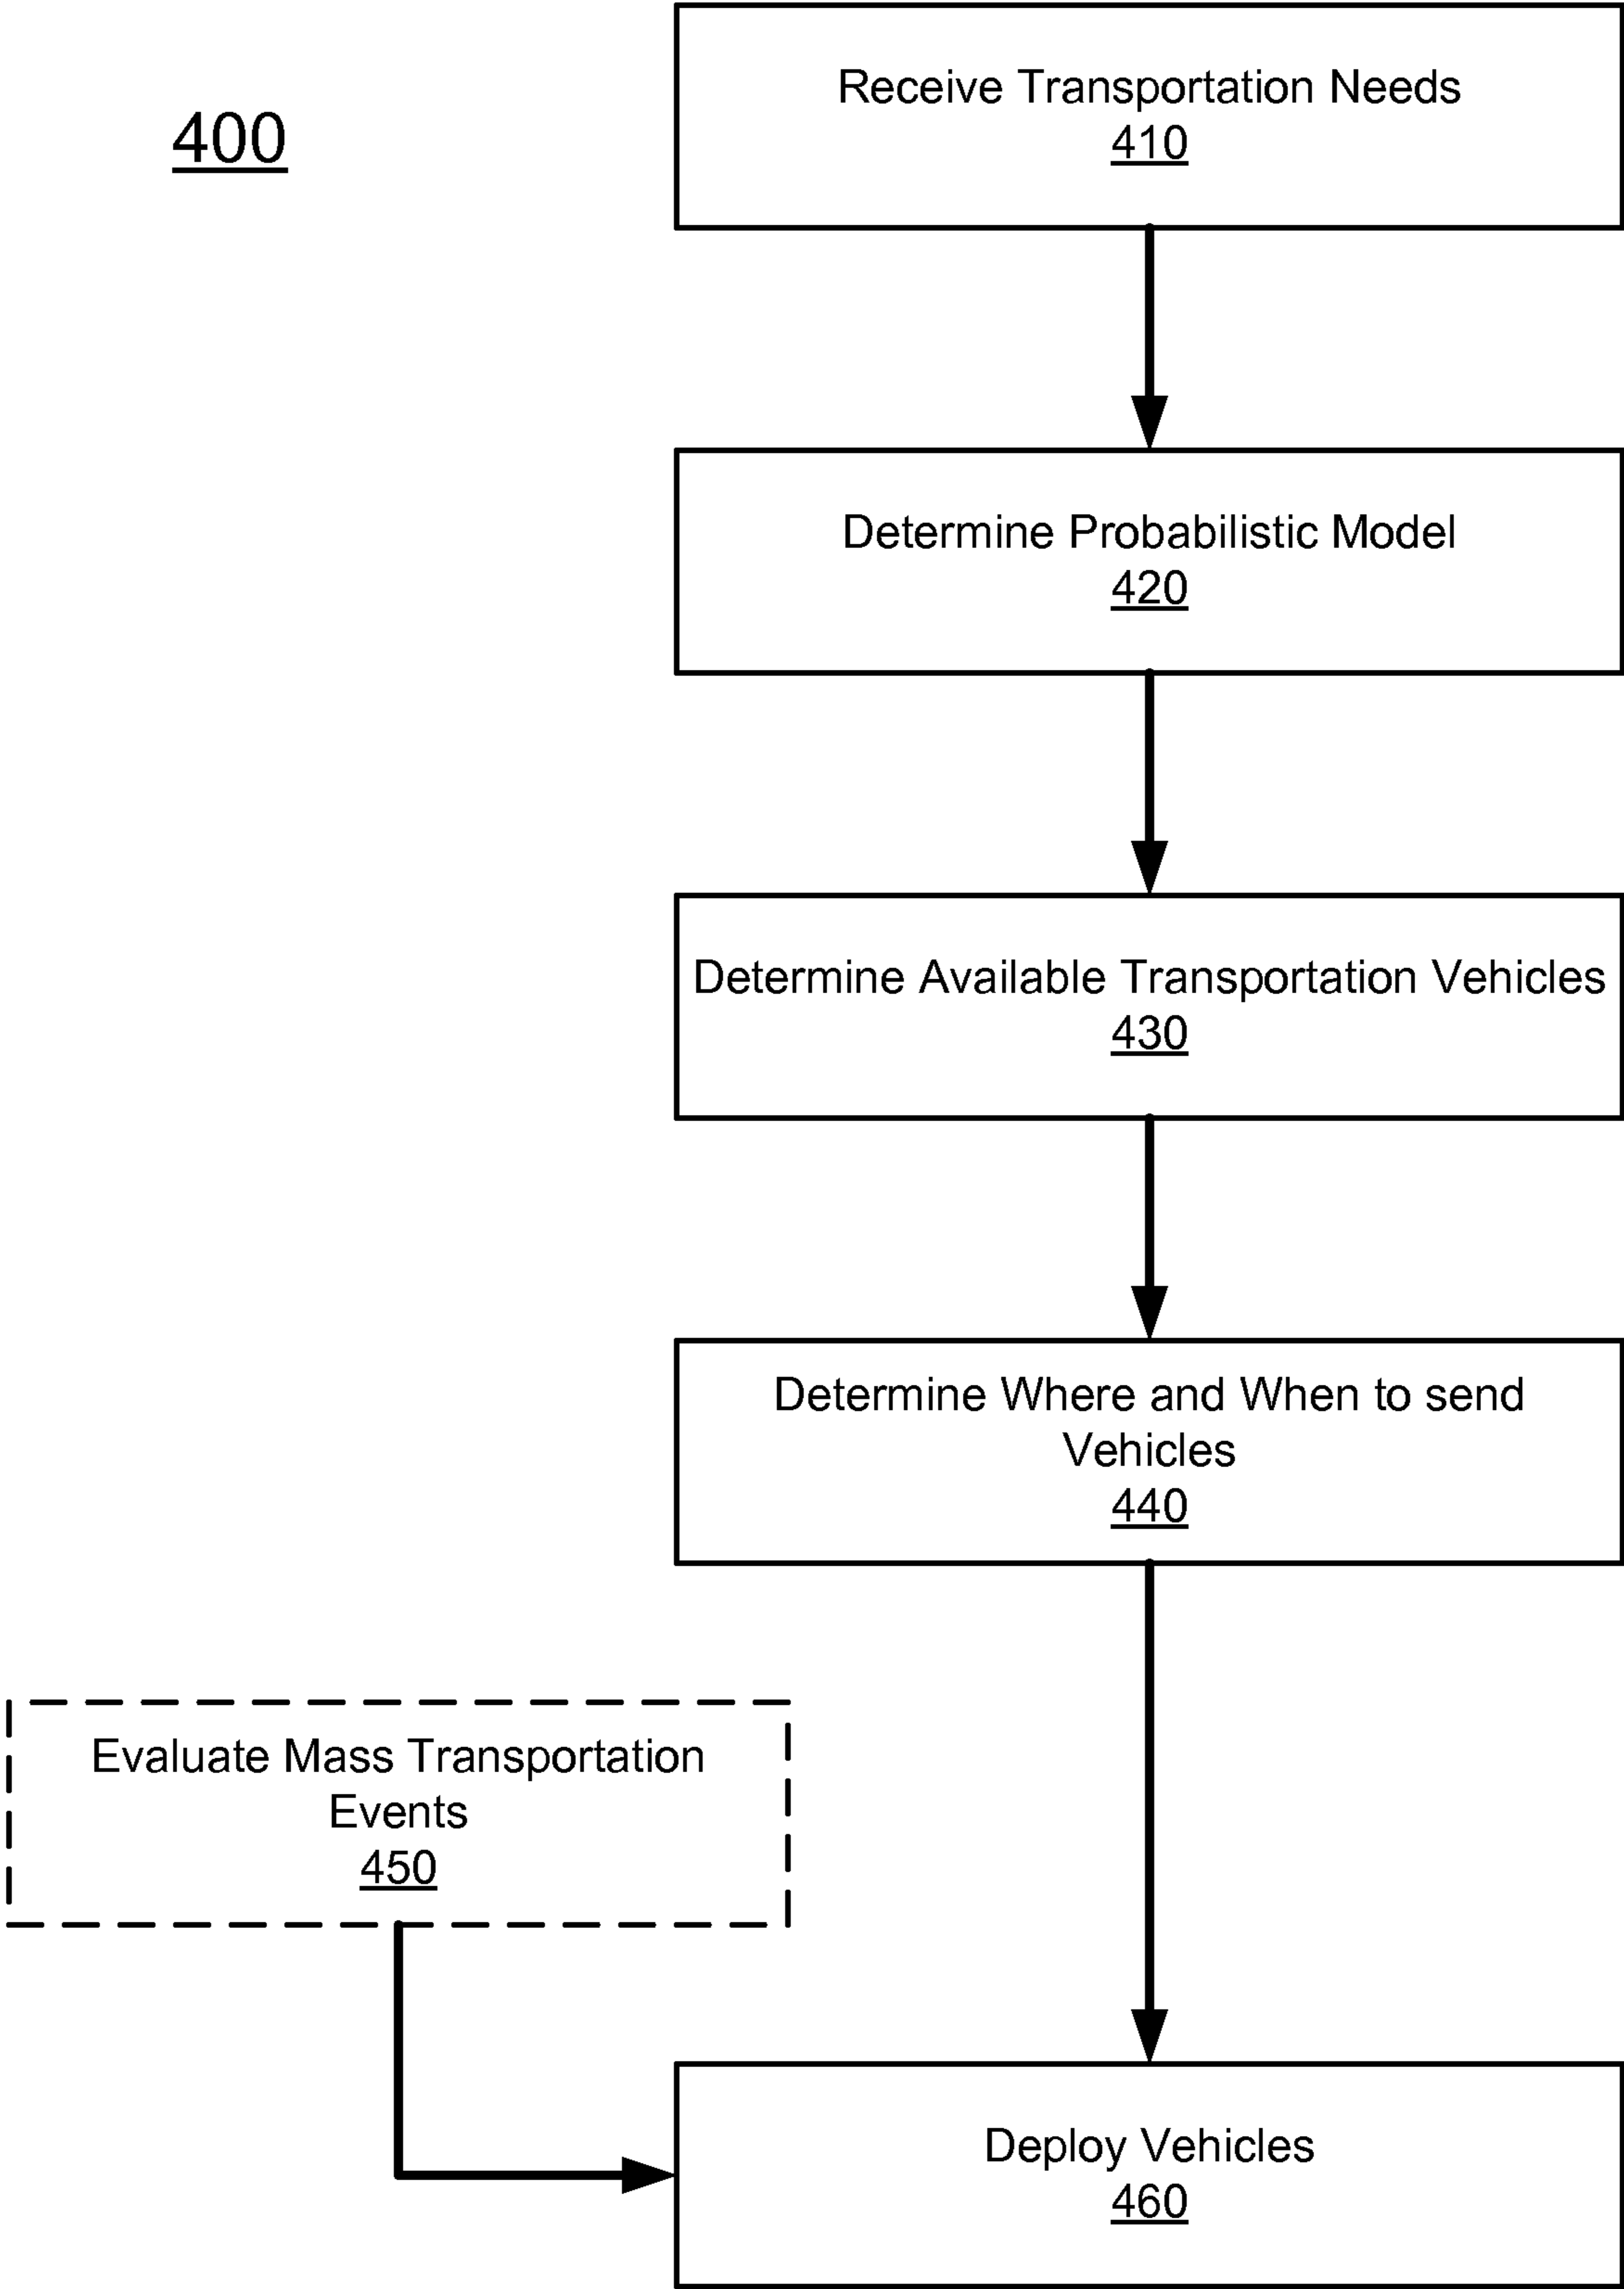 400
Receive Transportation Needs
410
Determine Probabilistic Model
420
Determine Available Transportation Vehicles
430
Determine Where and When to send
Vehicles
440
Evaluate Mass Transportation
Events
450
Deploy Vehicles
460